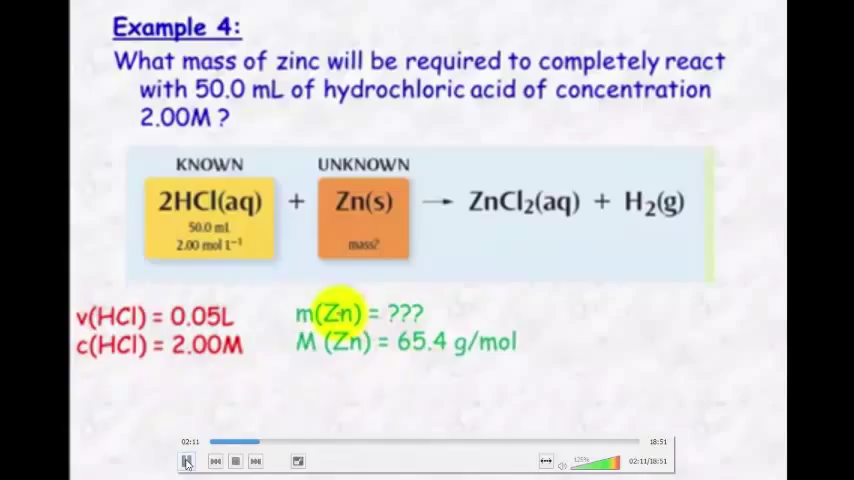 Example 4:
What mass of zinc will be required to completely react
with 50.0 mL of hydrochloric acid of concentration
2.00M ?
KNOWN UNKNOWN
2HCl(aq) + Zn(s) → ZnCl₂(aq) + H₂(g)
50.0 mL
2.00 mol L⁻¹ mass?
v(HCl) = 0.05L m(Zn) = ???
c(HCl) = 2.00M M (Zn) = 65.4 g/mol
02:11 18:51
125% 02:11/18:51